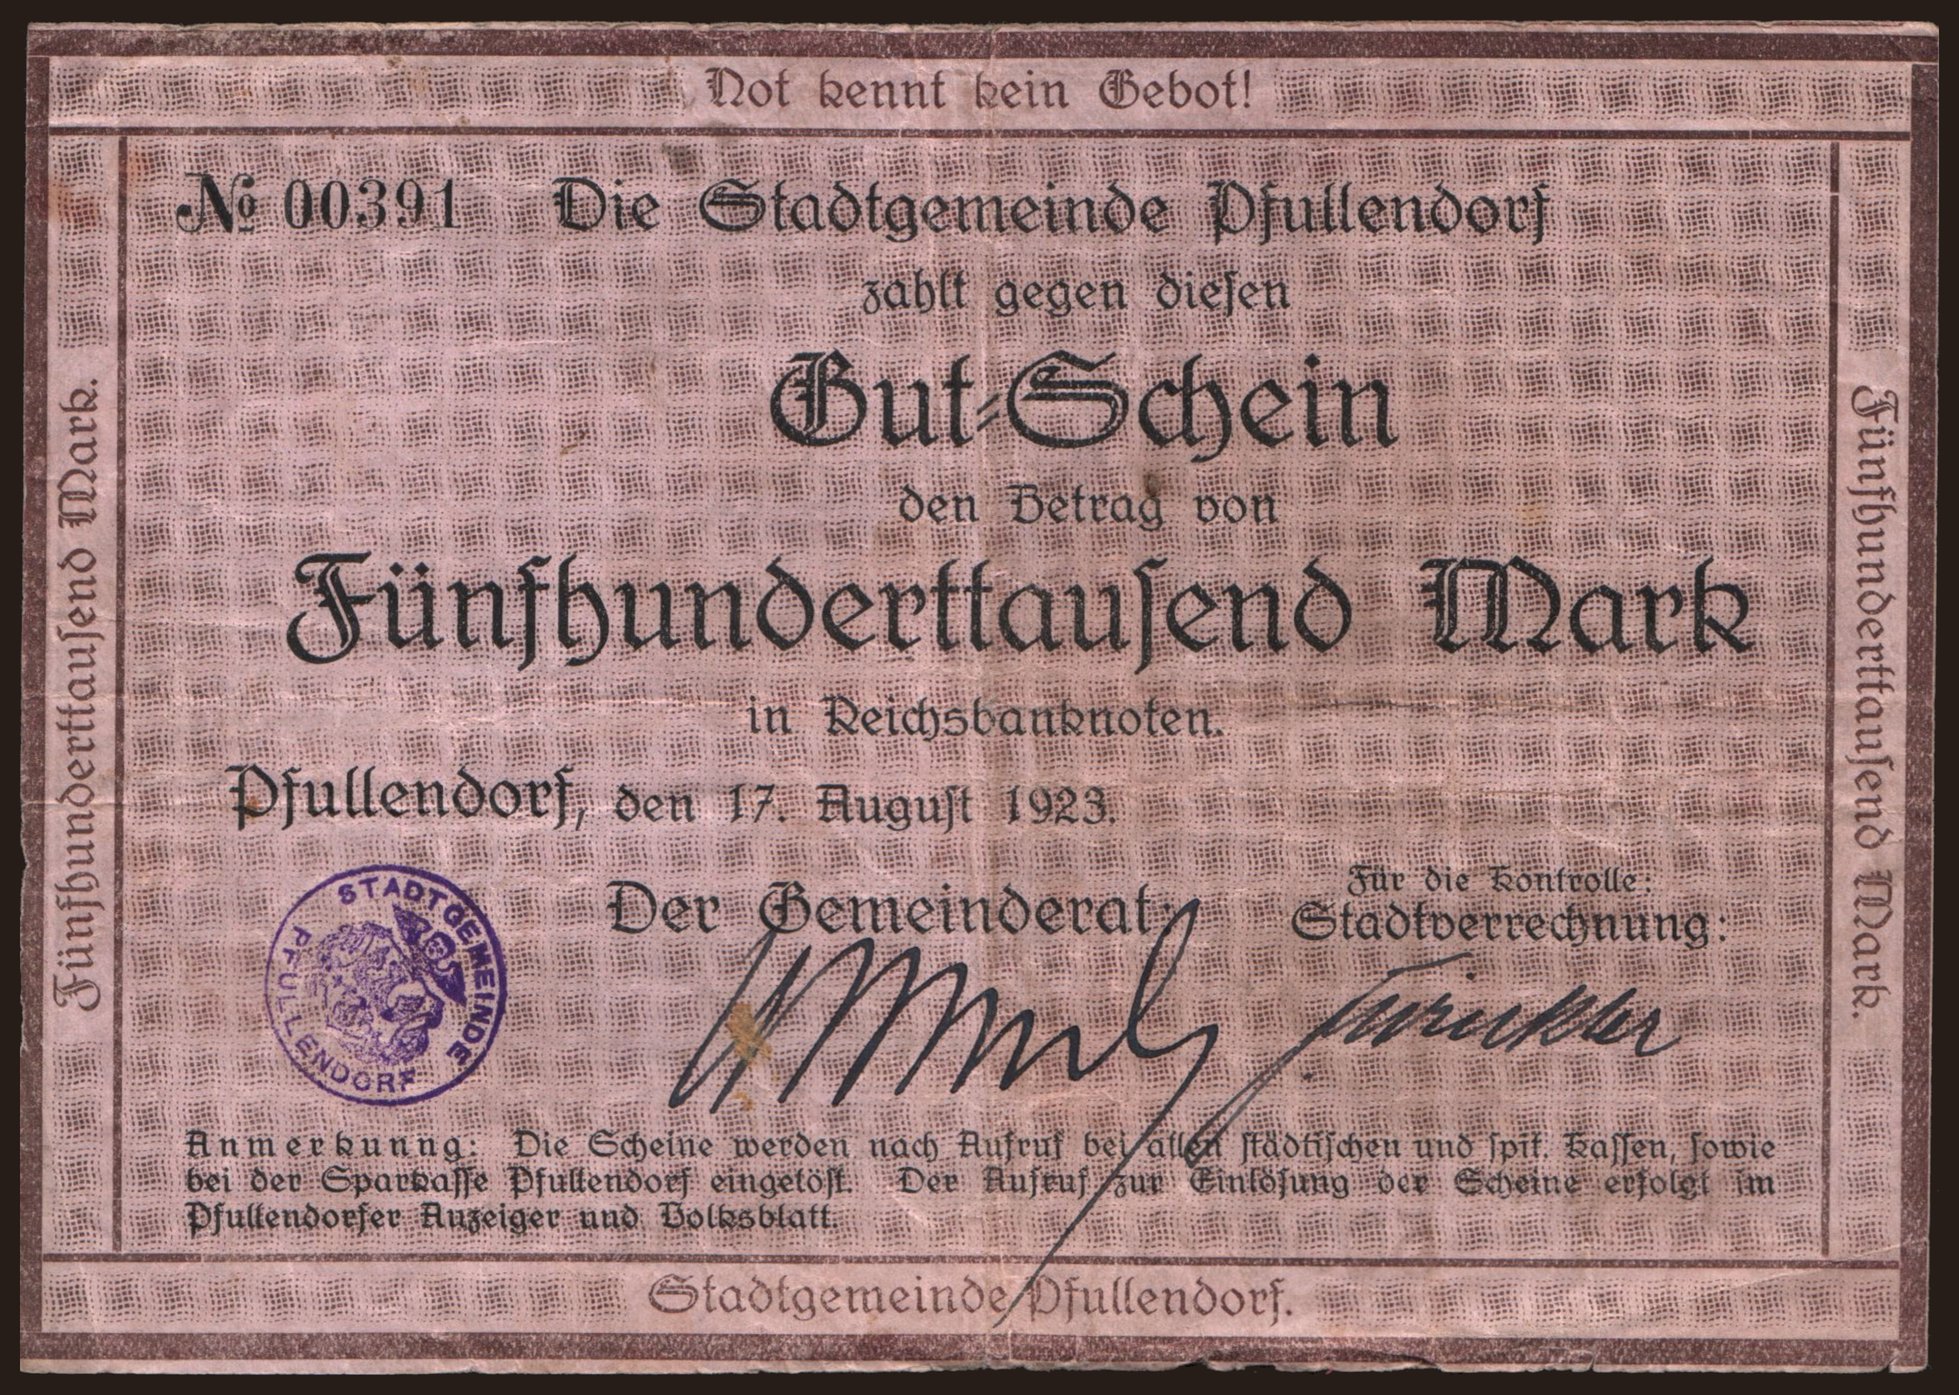 Not kennt kein Gebot!
№ 00391 Die Stadtgemeinde Pfullendorf
zahlt gegen diesen
Gut-Schein
den Betrag von
Fünfhunderttausend Mark
in Reichsbanknoten.
Pfullendorf, den 17. August 1923.
Der Gemeinderat:
Für die Kontrolle:
Stadtverrechnung:
STADTGEMEINDE
PFULLENDORF
Anmerkunng: Die Scheine werden nach Aufruf bei allen städtischen und spit. Kassen, sowie
bei der Sparkasse Pfullendorf eingelöst. Der Aufruf zur Einlösung der Scheine erfolgt im
Pfullendorfer Anzeiger und Volksblatt.
Stadtgemeinde Pfullendorf.
Fünfhunderttausend Mark.
Fünfhunderttausend Mark.